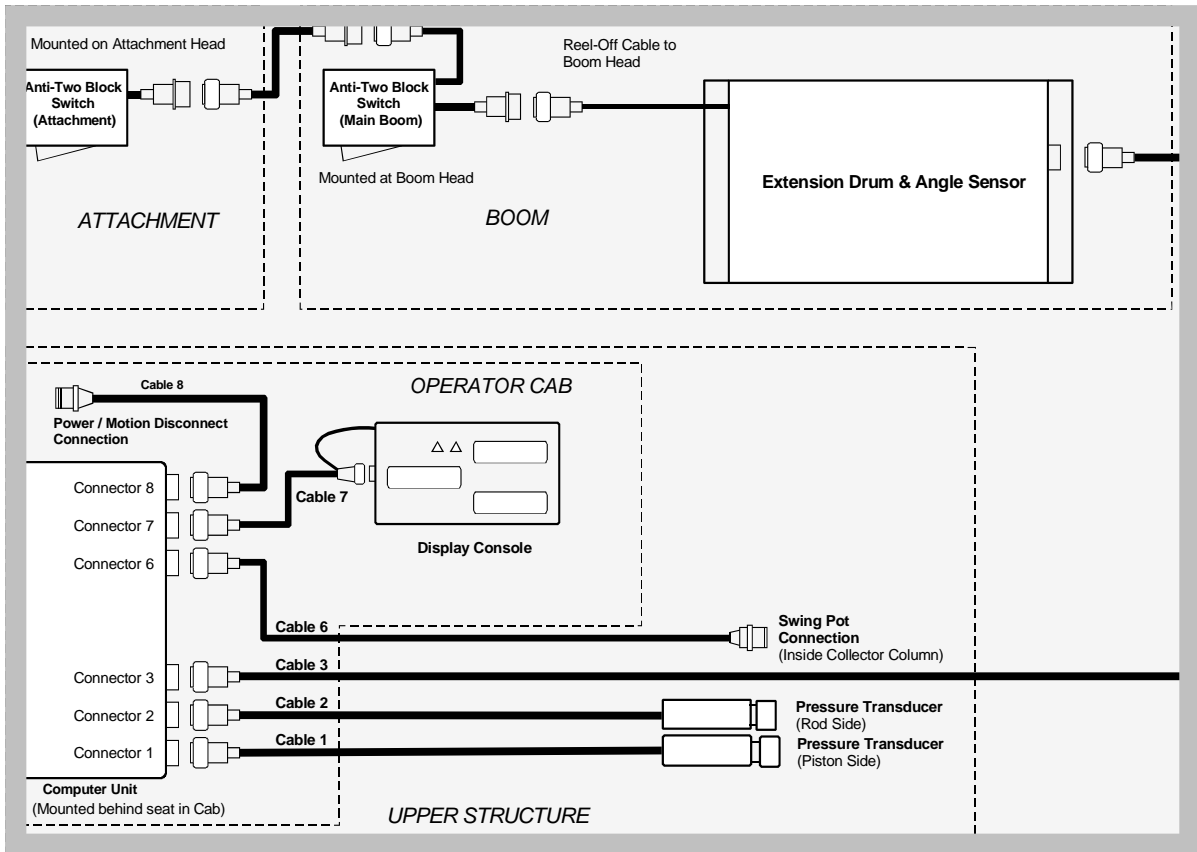 Mounted on Attachment Head
Anti-Two Block
Switch
(Attachment)
ATTACHMENT
Anti-Two Block
Switch
(Main Boom)
Mounted at Boom Head
Reel-Off Cable to
Boom Head
BOOM
Extension Drum & Angle Sensor
OPERATOR CAB
Cable 8
Power / Motion Disconnect
Connection
Connector 8
Connector 7
Connector 6
Connector 3
Connector 2
Connector 1
Cable 7
Display Console
Cable 6
Cable 3
Cable 2
Cable 1
Swing Pot
Connection
(Inside Collector Column)
Pressure Transducer
(Rod Side)
Pressure Transducer
(Piston Side)
Computer Unit
(Mounted behind seat in Cab)
UPPER STRUCTURE